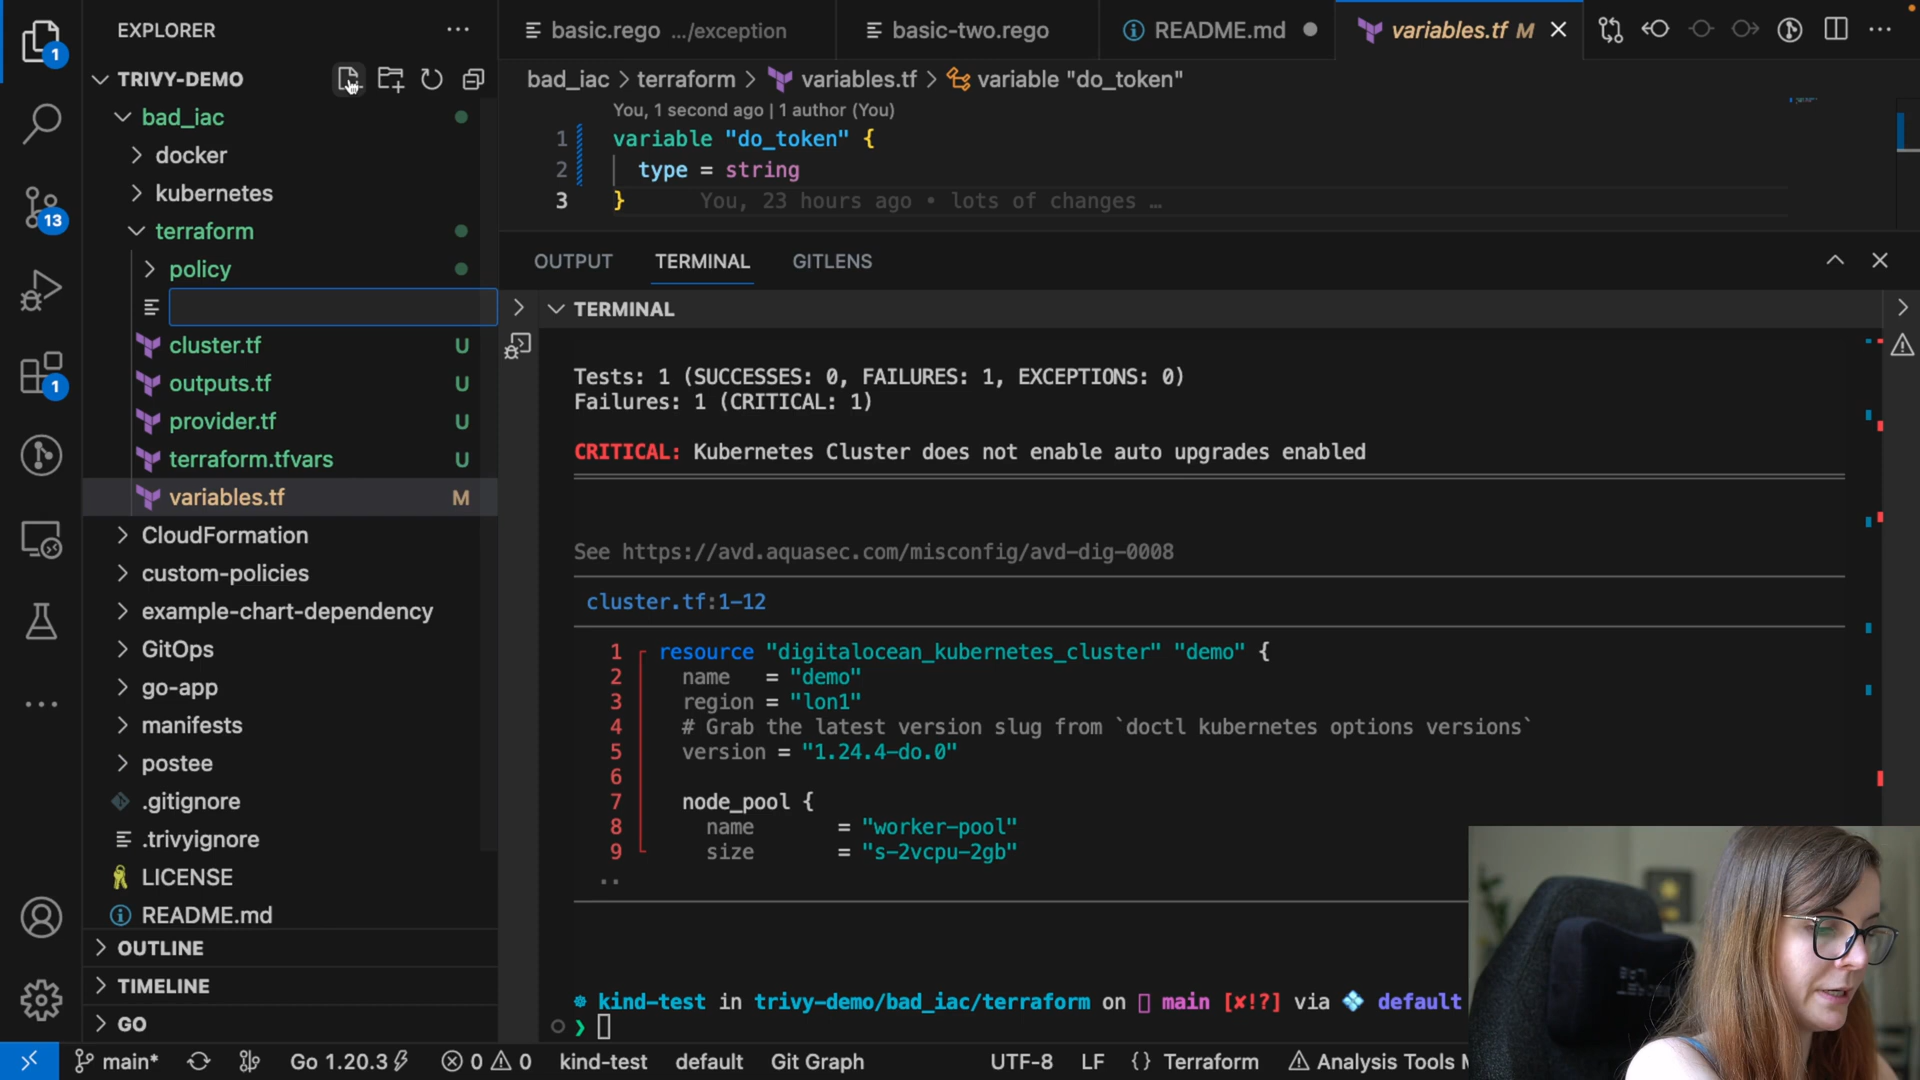 EXPLORER
TRIVY-DEMO
bad_iac
docker
kubernetes
terraform
policy
cluster.tf U
outputs.tf U
provider.tf U
terraform.tfvars U
variables.tf M
CloudFormation
custom-policies
example-chart-dependency
GitOps
go-app
manifests
postee
.gitignore
.trivyignore
LICENSE
README.md
OUTLINE
TIMELINE
GO
1
13
1
basic.rego .../exception
basic-two.rego
README.md
variables.tf M
bad_iac > terraform > variables.tf > variable "do_token"
You, 1 second ago | 1 author (You)
1 variable "do_token" {
2 type = string
3 } You, 23 hours ago • lots of changes …
OUTPUT TERMINAL GITLENS
TERMINAL
Tests: 1 (SUCCESSES: 0, FAILURES: 1, EXCEPTIONS: 0)
Failures: 1 (CRITICAL: 1)
CRITICAL: Kubernetes Cluster does not enable auto upgrades enabled
See https://avd.aquasec.com/misconfig/avd-dig-0008
cluster.tf:1-12
1 resource "digitalocean_kubernetes_cluster" "demo" {
2 name = "demo"
3 region = "lon1"
4 # Grab the latest version slug from `doctl kubernetes options versions`
5 version = "1.24.4-do.0"
6
7 node_pool {
8 name = "worker-pool"
9 size = "s-2vcpu-2gb"
..
kind-test in trivy-demo/bad_iac/terraform on main [✘!?] via default
❯
main* Go 1.20.3 0 0 kind-test default Git Graph UTF-8 LF {} Terraform Analysis Tools M